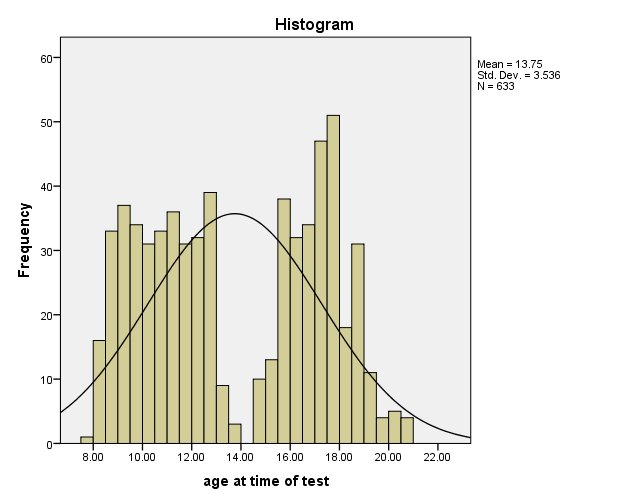 Histogram
Mean = 13.75
Std. Dev. = 3.536
N = 633
60
50
40
30
20
10
0
Frequency
8.00 10.00 12.00 14.00 16.00 18.00 20.00 22.00
age at time of test